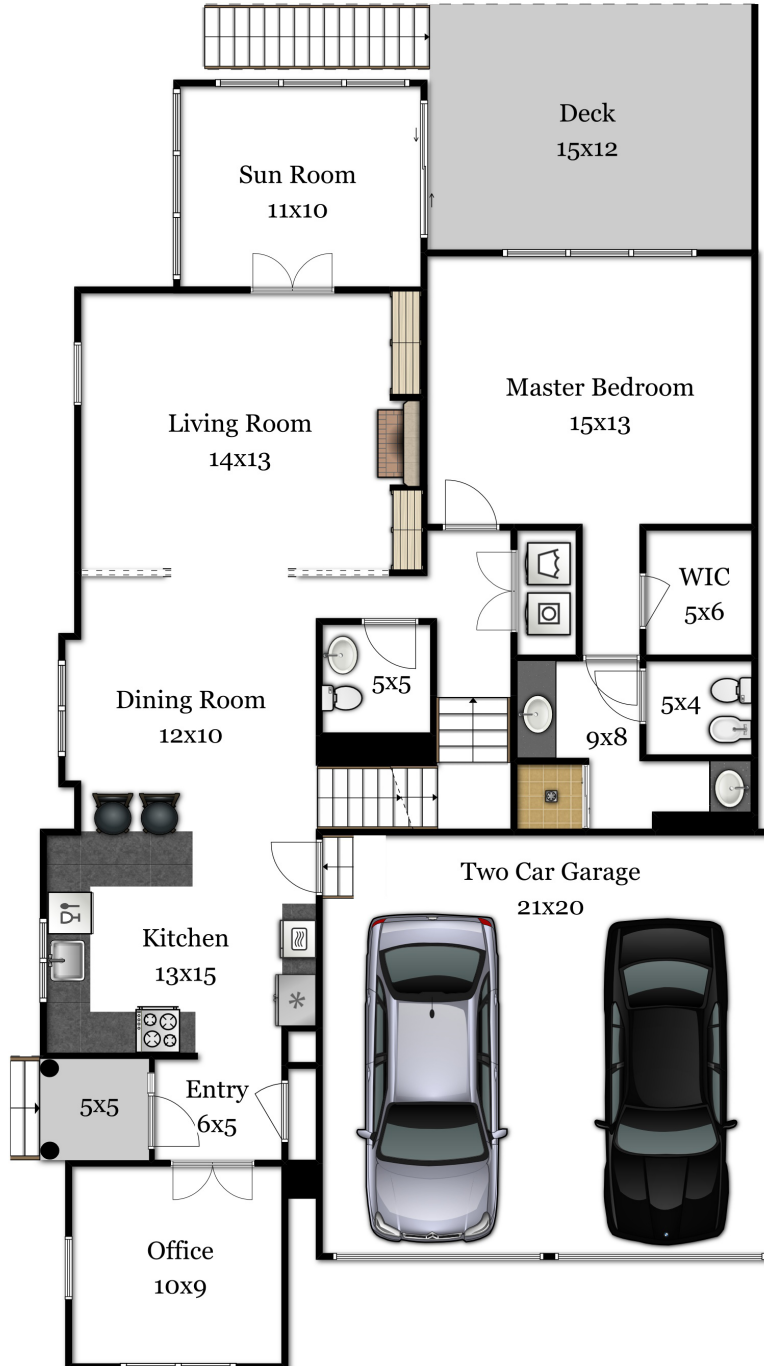 Deck
15x12
Sun Room
11x10
Master Bedroom
15x13
Living Room
14x13
WIC
5x6
5x5
5x4
Dining Room
12x10
9x8
Two Car Garage
21x20
Kitchen
13x15
Entry
6x5
5x5
Office
10x9